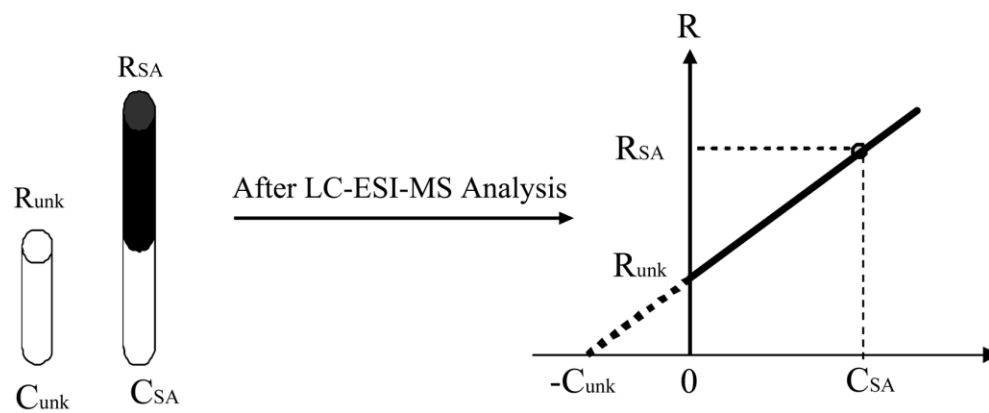 R
RSA
RSA
Runk
After LC-ESI-MS Analysis
Runk
Cunk
CSA
-Cunk
0
CSA